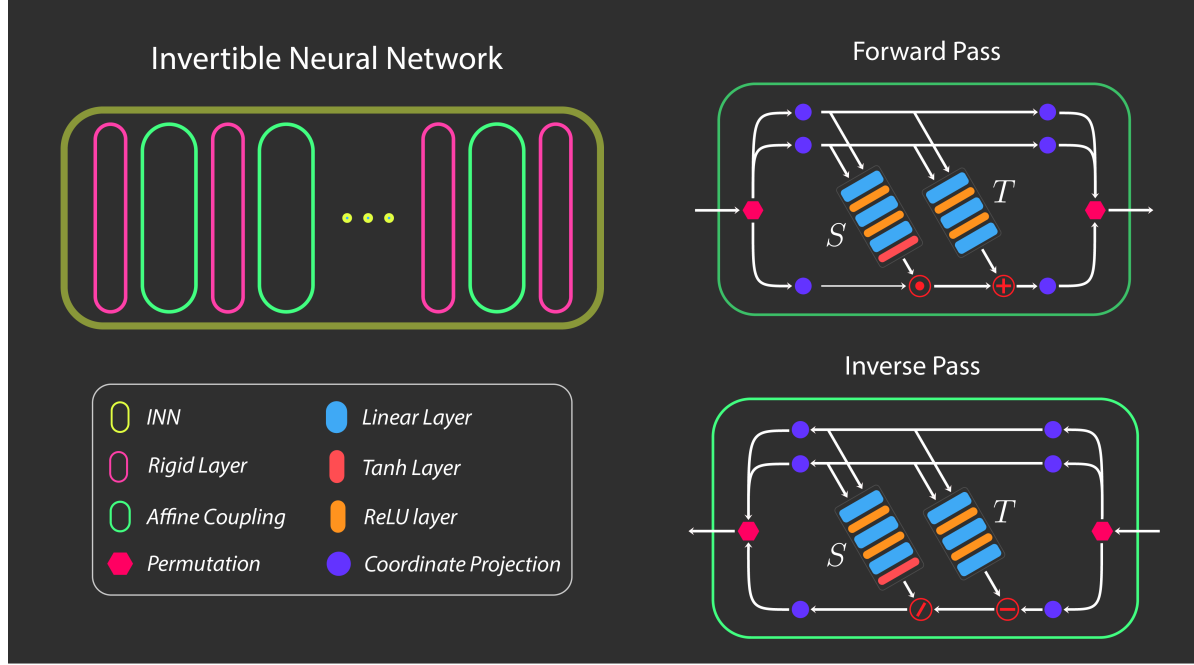 Invertible Neural Network
INN
Rigid Layer
Affine Coupling
Permutation
Linear Layer
Tanh Layer
ReLU layer
Coordinate Projection
Forward Pass
S
T
Inverse Pass
S
T